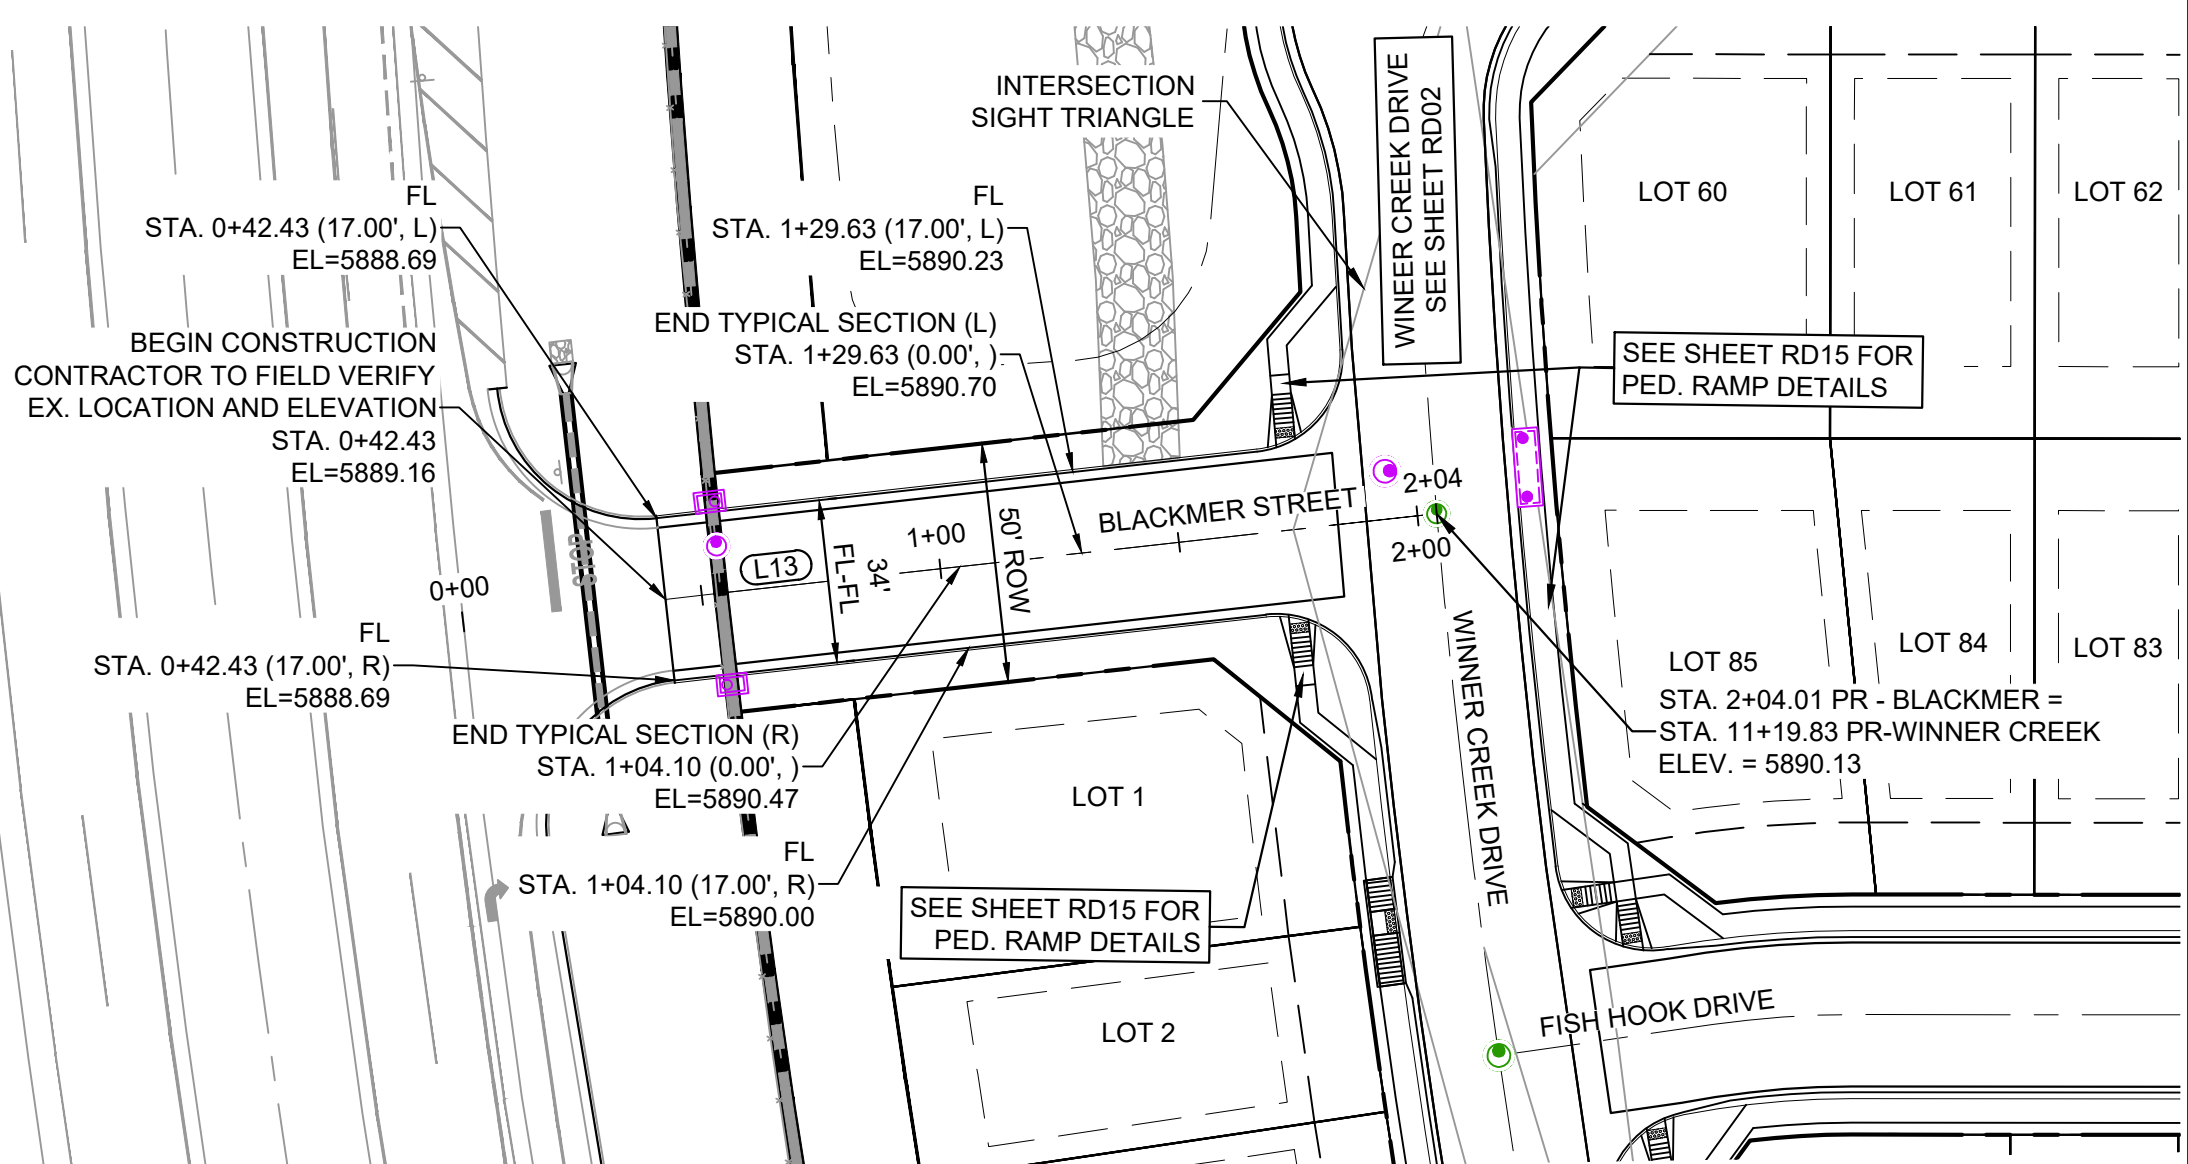 INTERSECTION
SIGHT TRIANGLE
WINEER CREEK DRIVE
SEE SHEET RD02
LOT 60
LOT 61
LOT 62
FL
STA. 0+42.43 (17.00', L)
EL=5888.69
FL
STA. 1+29.63 (17.00', L)
EL=5890.23
BEGIN CONSTRUCTION
CONTRACTOR TO FIELD VERIFY
EX. LOCATION AND ELEVATION
STA. 0+42.43
EL=5889.16
END TYPICAL SECTION (L)
STA. 1+29.63 (0.00', )
EL=5890.70
SEE SHEET RD15 FOR
PED. RAMP DETAILS
2+04
BLACKMER STREET
2+00
1+00
50' ROW
34'
FL-FL
L13
STOP
0+00
FL
STA. 0+42.43 (17.00', R)
EL=5888.69
WINNER CREEK DRIVE
LOT 85
LOT 84
LOT 83
STA. 2+04.01 PR - BLACKMER =
STA. 11+19.83 PR-WINNER CREEK
ELEV. = 5890.13
END TYPICAL SECTION (R)
STA. 1+04.10 (0.00', )
EL=5890.47
LOT 1
FL
STA. 1+04.10 (17.00', R)
EL=5890.00
SEE SHEET RD15 FOR
PED. RAMP DETAILS
LOT 2
FISH HOOK DRIVE